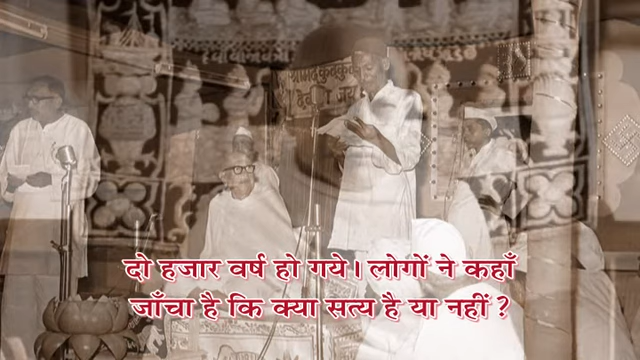 दो हजार वर्ष हो गये। लोगों ने कहाँ
जाँचा है कि क्या सत्य है या नहीं ?